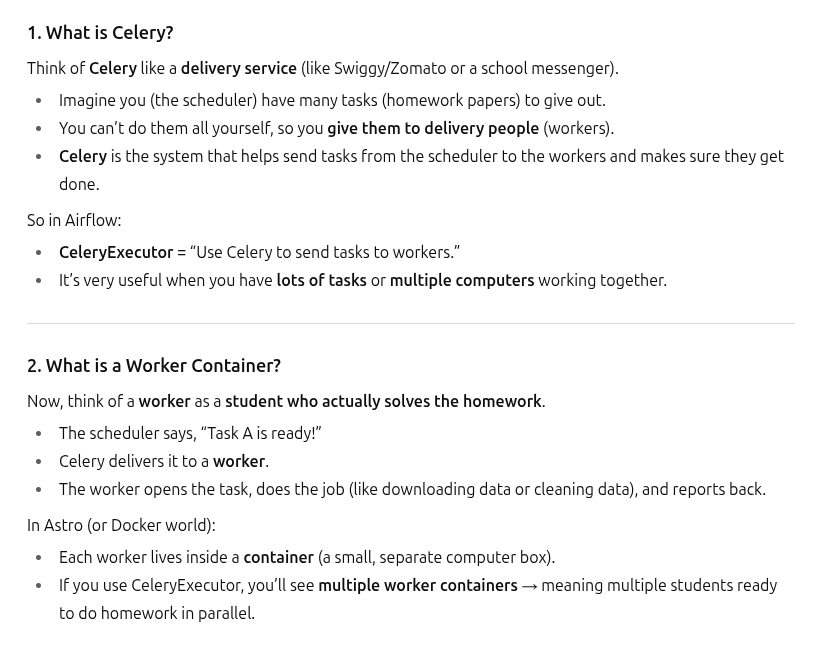 1. What is Celery?
Think of Celery like a delivery service (like Swiggy/Zomato or a school messenger).
• Imagine you (the scheduler) have many tasks (homework papers) to give out.
• You can’t do them all yourself, so you give them to delivery people (workers).
• Celery is the system that helps send tasks from the scheduler to the workers and makes sure they get
done.
So in Airflow:
• CeleryExecutor = “Use Celery to send tasks to workers.”
• It’s very useful when you have lots of tasks or multiple computers working together.
2. What is a Worker Container?
Now, think of a worker as a student who actually solves the homework.
• The scheduler says, “Task A is ready!”
• Celery delivers it to a worker.
• The worker opens the task, does the job (like downloading data or cleaning data), and reports back.
In Astro (or Docker world):
• Each worker lives inside a container (a small, separate computer box).
• If you use CeleryExecutor, you’ll see multiple worker containers → meaning multiple students ready
to do homework in parallel.